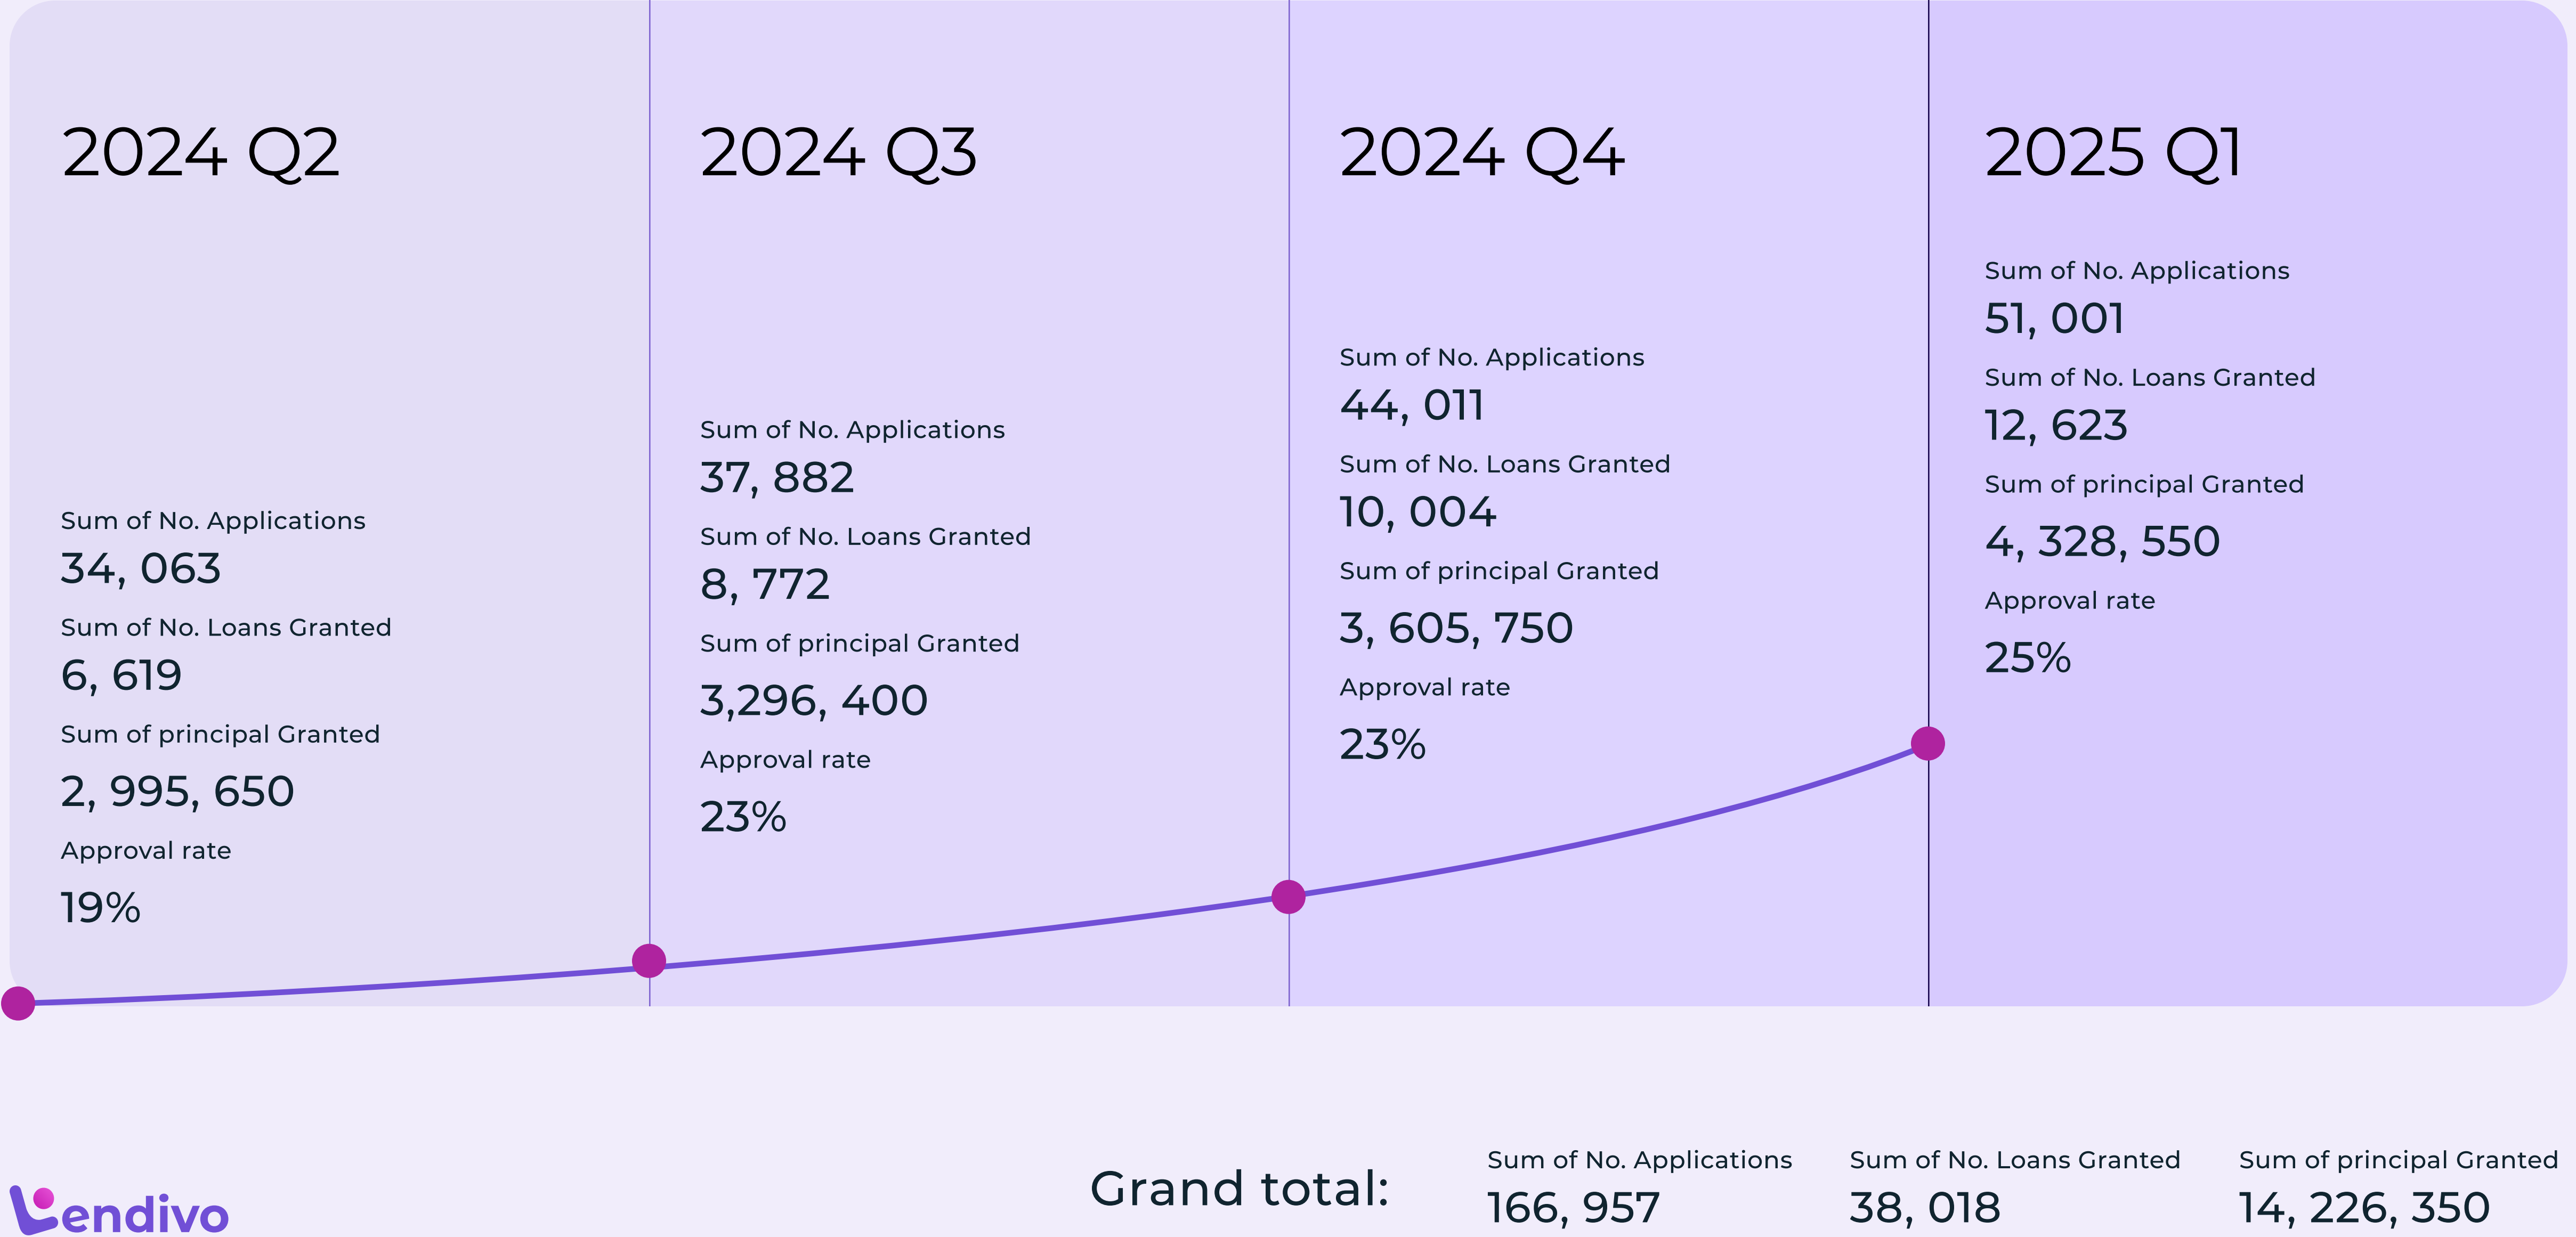 2024 Q2
Sum of No. Applications
34, 063
Sum of No. Loans Granted
6, 619
Sum of principal Granted
2, 995, 650
Approval rate
19%
2024 Q3
Sum of No. Applications
37, 882
Sum of No. Loans Granted
8, 772
Sum of principal Granted
3,296, 400
Approval rate
23%
2024 Q4
Sum of No. Applications
44, 011
Sum of No. Loans Granted
10, 004
Sum of principal Granted
3, 605, 750
Approval rate
23%
2025 Q1
Sum of No. Applications
51, 001
Sum of No. Loans Granted
12, 623
Sum of principal Granted
4, 328, 550
Approval rate
25%
Lendivo
Grand total:
Sum of No. Applications
166, 957
Sum of No. Loans Granted
38, 018
Sum of principal Granted
14, 226, 350